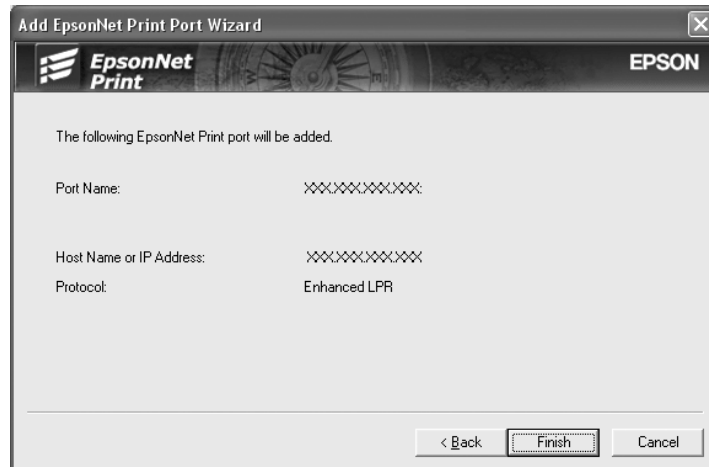 Add EpsonNet Print Port Wizard
EpsonNet
Print
EPSON
The following EpsonNet Print port will be added.
Port Name: XXX.XXX.XXX.XXX:
Host Name or IP Address: XXX.XXX.XXX.XXX
Protocol: Enhanced LPR
< Back Finish Cancel